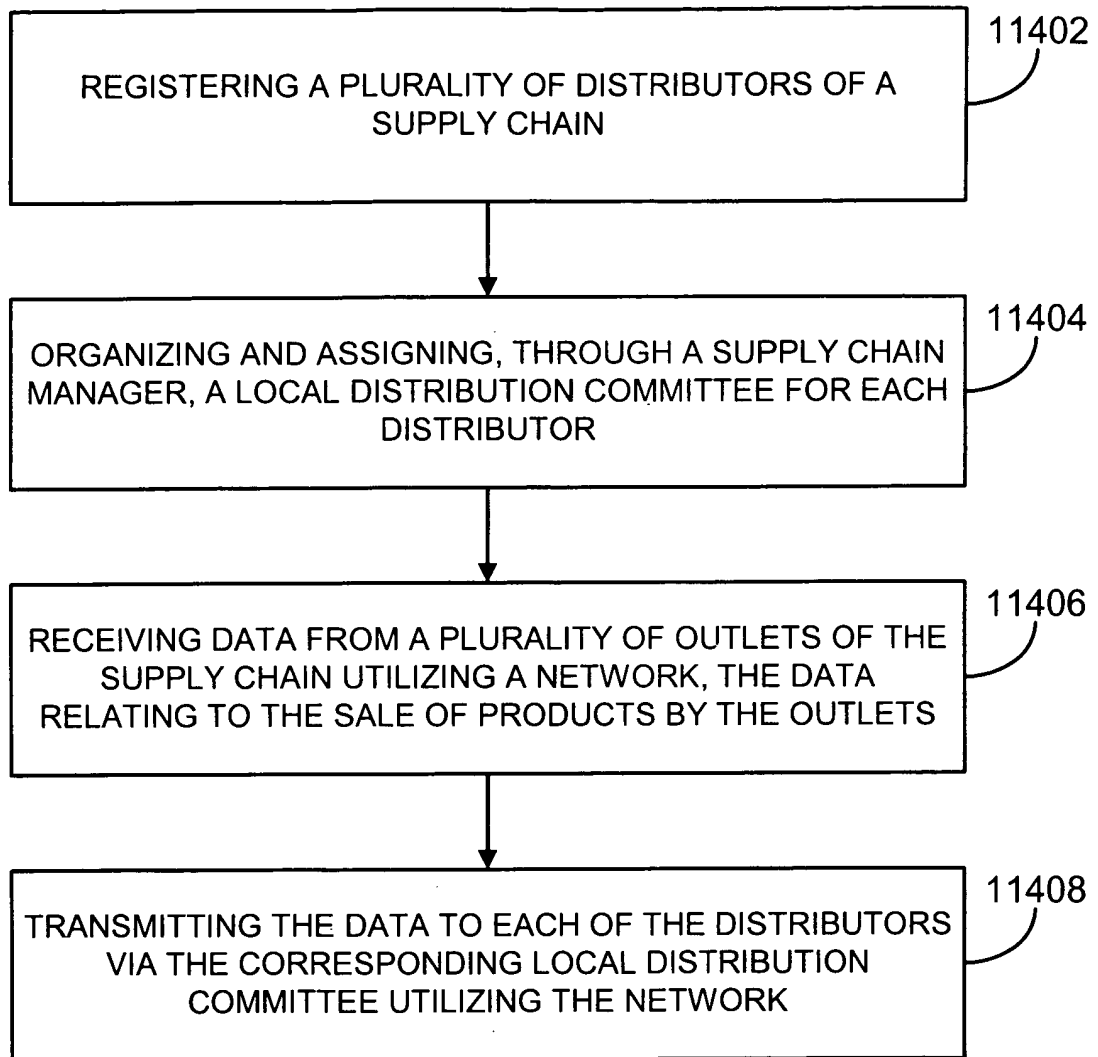 11402
REGISTERING A PLURALITY OF DISTRIBUTORS OF A
SUPPLY CHAIN
11404
ORGANIZING AND ASSIGNING, THROUGH A SUPPLY CHAIN
MANAGER, A LOCAL DISTRIBUTION COMMITTEE FOR EACH
DISTRIBUTOR
11406
RECEIVING DATA FROM A PLURALITY OF OUTLETS OF THE
SUPPLY CHAIN UTILIZING A NETWORK, THE DATA
RELATING TO THE SALE OF PRODUCTS BY THE OUTLETS
11408
TRANSMITTING THE DATA TO EACH OF THE DISTRIBUTORS
VIA THE CORRESPONDING LOCAL DISTRIBUTION
COMMITTEE UTILIZING THE NETWORK